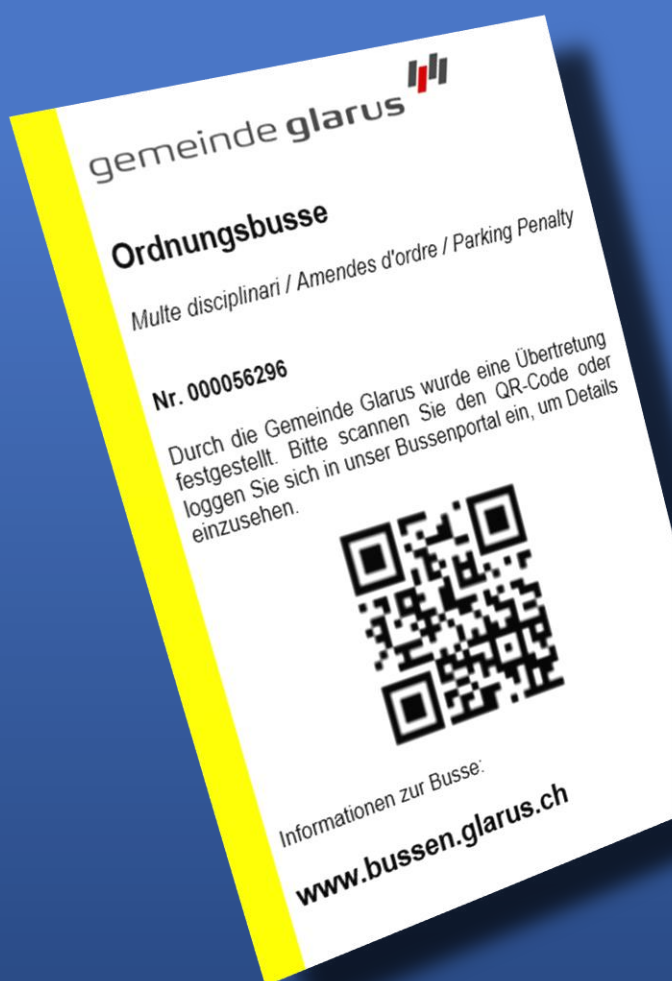 gemeinde glarus
Ordnungsbusse
Multe disciplinari / Amendes d'ordre / Parking Penalty
Nr. 000056296
Durch die Gemeinde Glarus wurde eine Übertretung
festgestellt. Bitte scannen Sie den QR-Code oder
loggen Sie sich in unser Bussenportal ein, um Details
einzusehen.
Informationen zur Busse:
www.bussen.glarus.ch